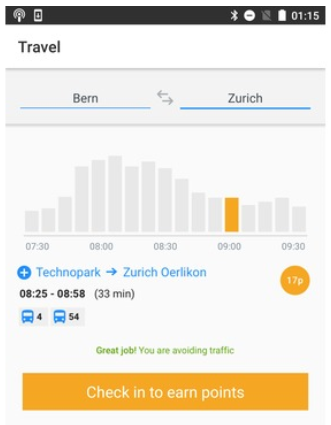 01:15
Travel
Bern Zurich
07:30 08:00 08:30 09:00 09:30
Technopark → Zurich Oerlikon
17p
08:25 - 08:58 (33 min)
4 54
Great job! You are avoiding traffic
Check in to earn points